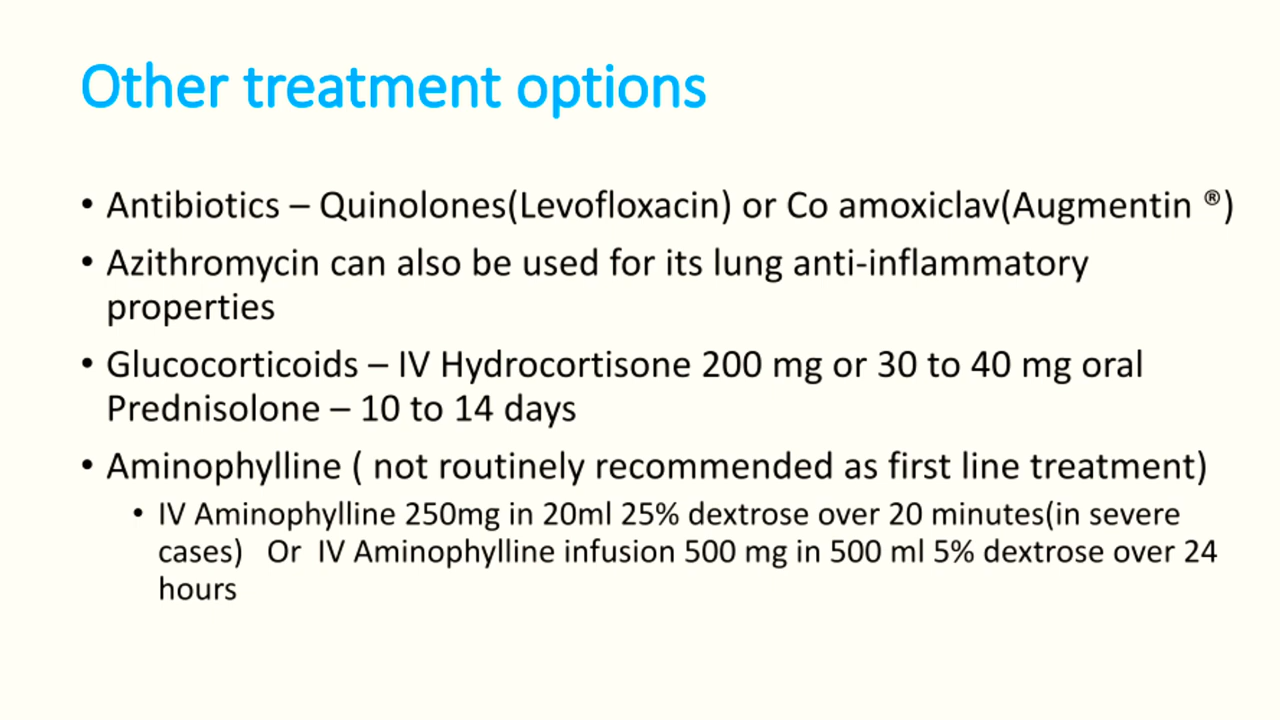 Other treatment options
• Antibiotics – Quinolones(Levofloxacin) or Co amoxiclav(Augmentin ®)
• Azithromycin can also be used for its lung anti-inflammatory
properties
• Glucocorticoids – IV Hydrocortisone 200 mg or 30 to 40 mg oral
Prednisolone – 10 to 14 days
• Aminophylline ( not routinely recommended as first line treatment)
• IV Aminophylline 250mg in 20ml 25% dextrose over 20 minutes(in severe
cases)   Or  IV Aminophylline infusion 500 mg in 500 ml 5% dextrose over 24
hours